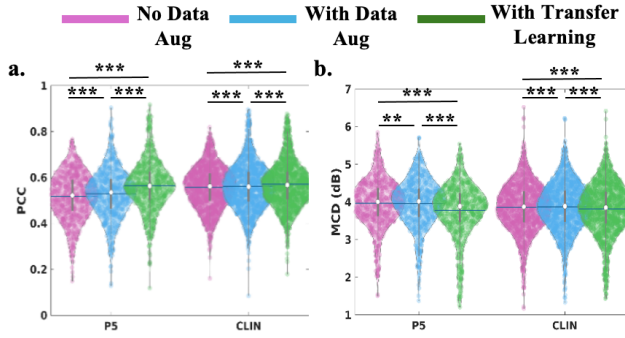 No Data
Aug
With Data
Aug
With Transfer
Learning
a.
***
***
*** ***
*** ***
1
0.8
0.6
0.4
0.2
0
PCC
P5
CLIN
b.
***
***
*** ***
** ***
7
6
5
4
3
2
1
MCD (dB)
P5
CLIN